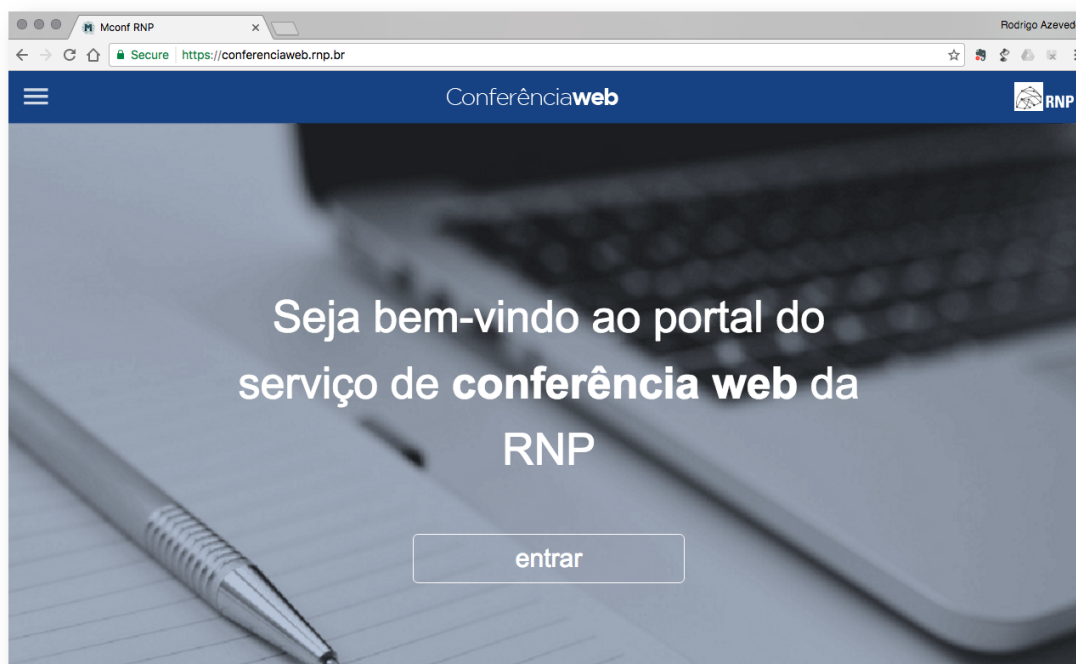 Mconf RNP
Rodrigo Azeved
Secure
https://conferenciaweb.rnp.br
Conferênciaweb
RNP
Seja bem-vindo ao portal do
serviço de conferência web da
RNP
entrar